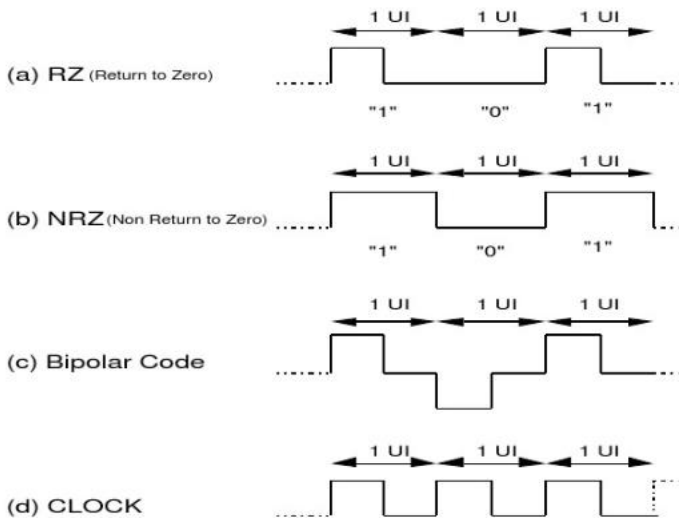 1 UI 1 UI 1 UI
(a) RZ (Return to Zero)
"1" "0" "1"
1 UI 1 UI 1 UI
(b) NRZ (Non Return to Zero)
"1" "0" "1"
1 UI 1 UI 1 UI
(c) Bipolar Code
1 UI 1 UI 1 UI
(d) CLOCK